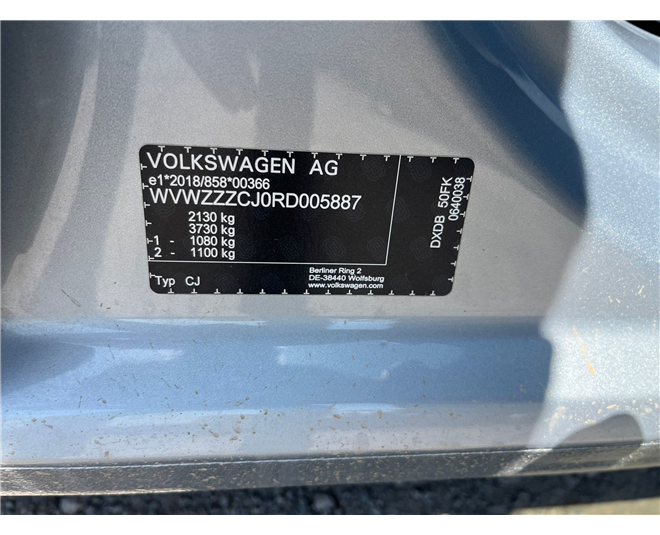 VOLKSWAGEN AG
e1*2018/858*00366
WVWZZZCJ0RD005887
2130 kg
3730 kg
1 - 1080 kg
2 - 1100 kg
Berliner Ring 2
DE-38440 Wolfsburg
www.volkswagen.com
Typ CJ
DXDB 50FK
0640038